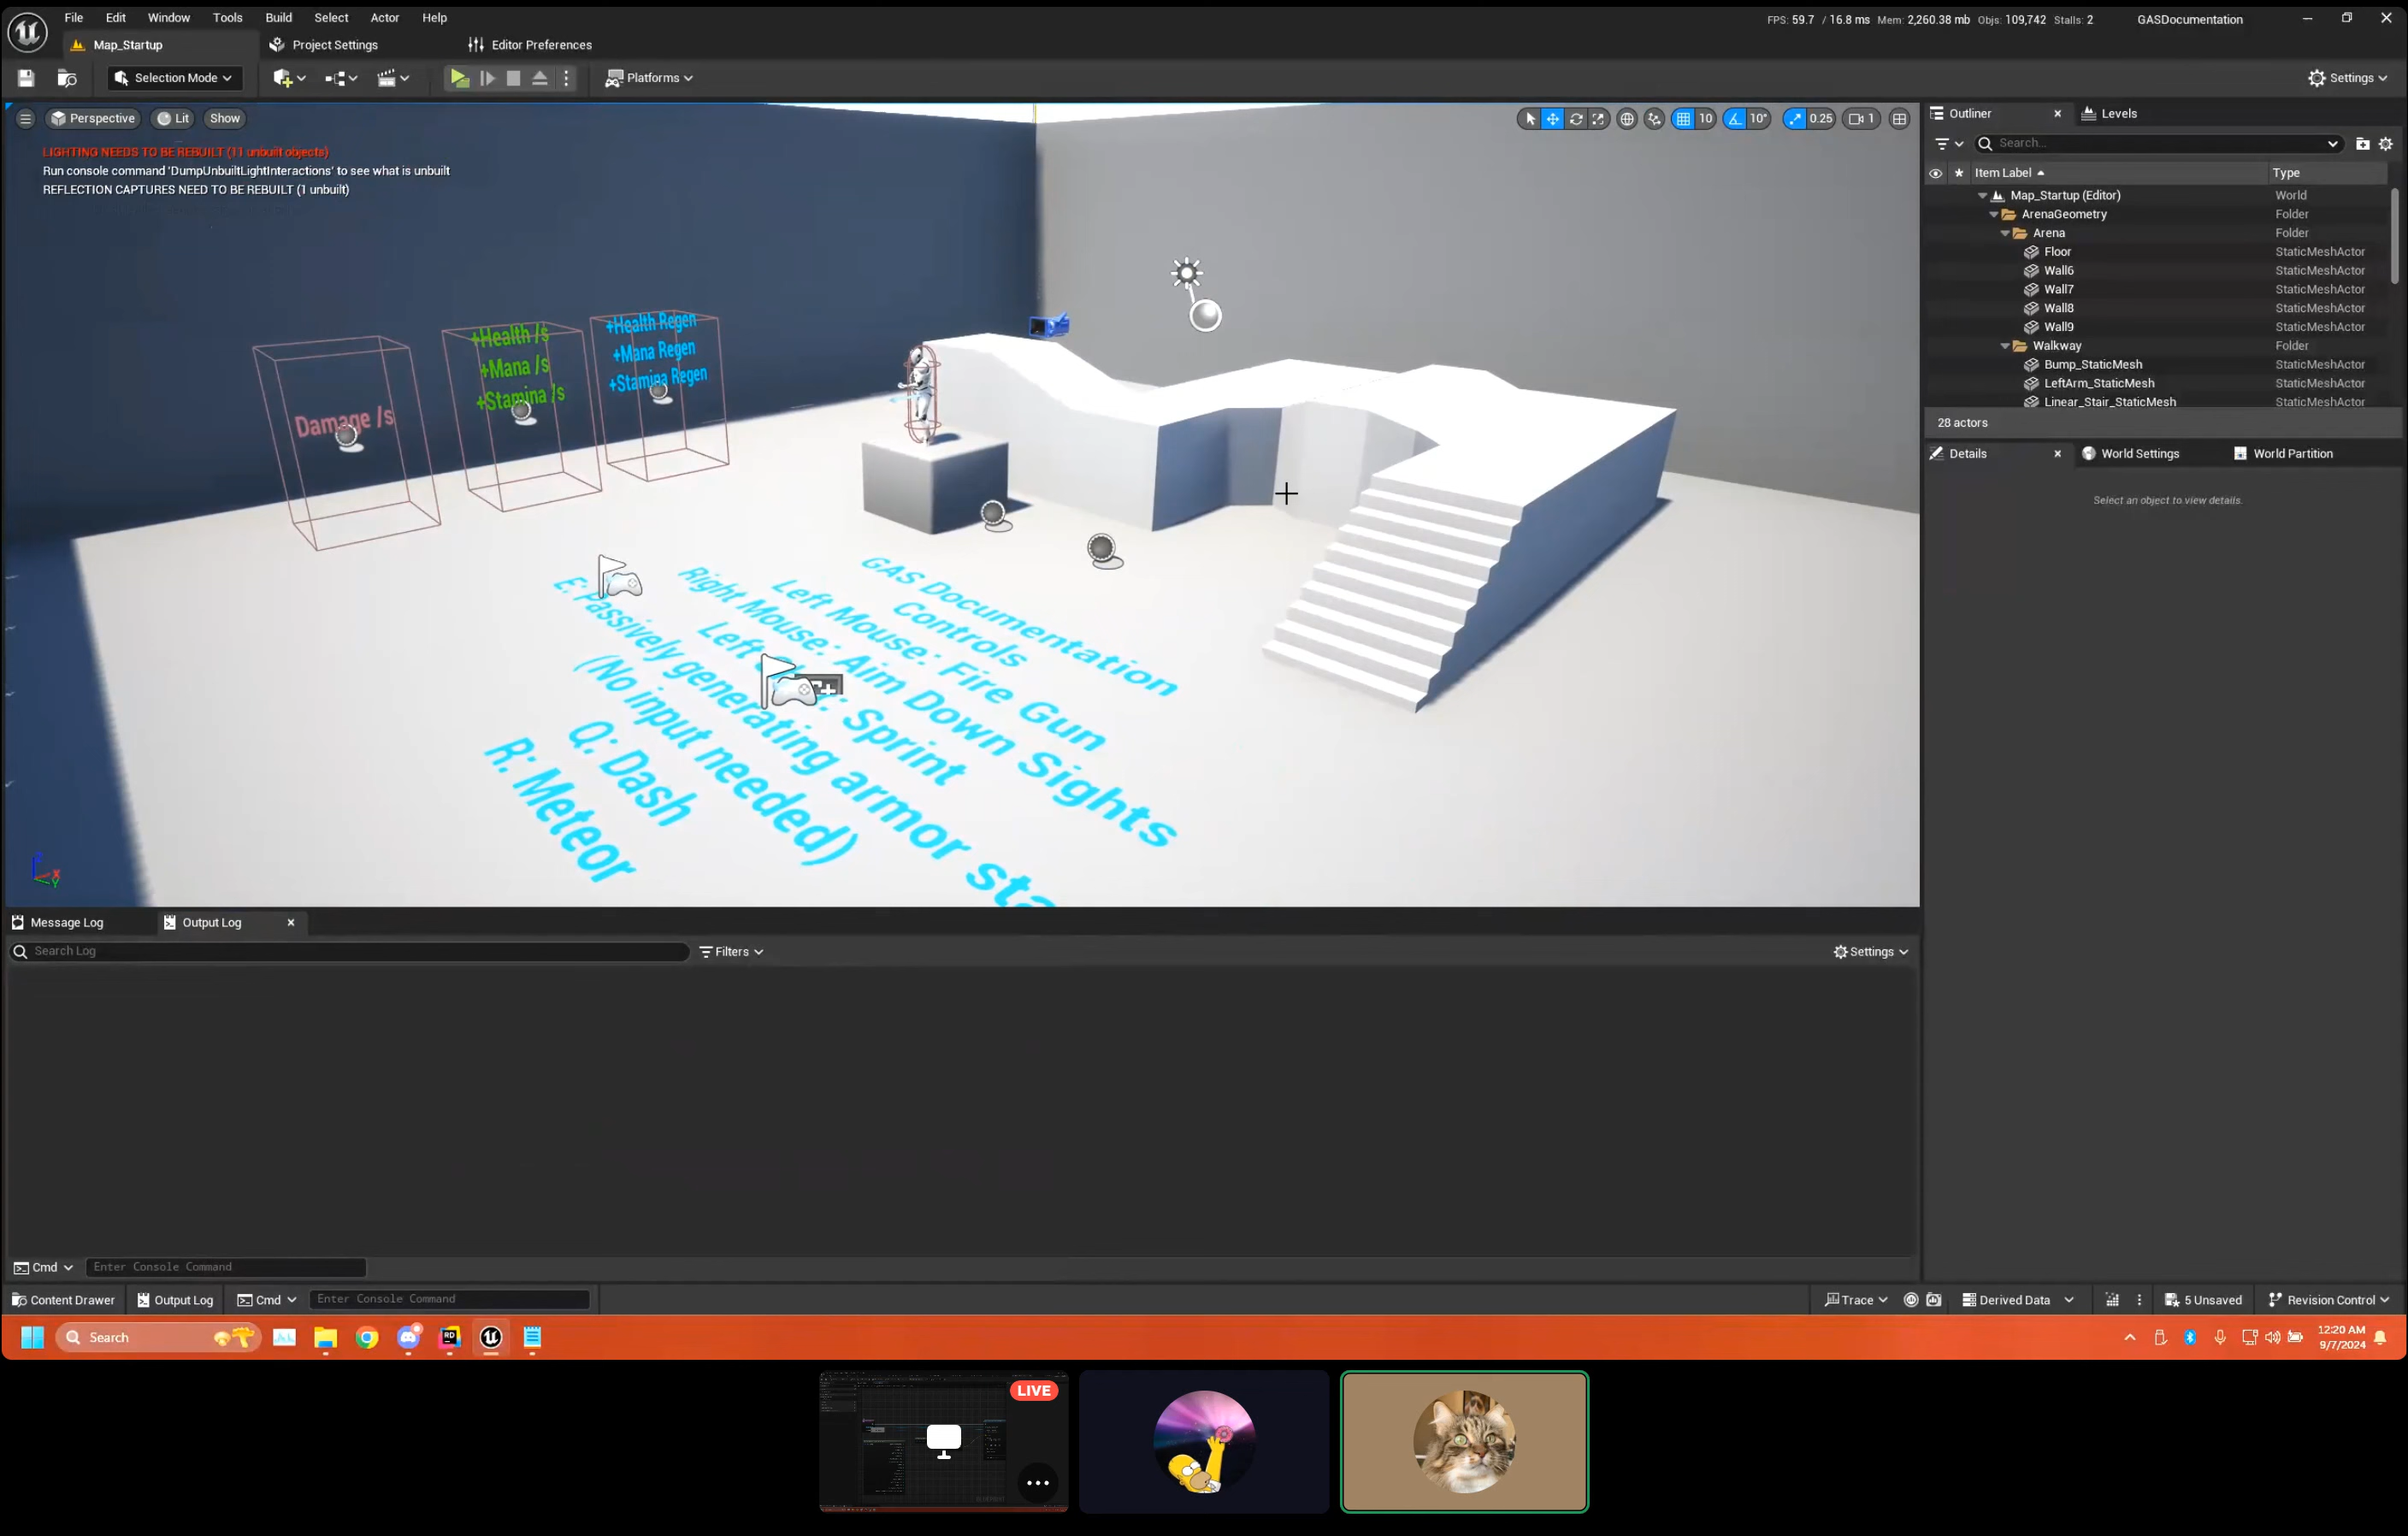 File Edit Window Tools Build Select Actor Help
FPS: 59.7 / 16.8 ms Mem: 2,260.38 mb Objs: 109,742 Stalls: 2 GASDocumentation
Map_Startup Project Settings Editor Preferences
Selection Mode Platforms Settings
Perspective Lit Show
10 10° 0.25 1
LIGHTING NEEDS TO BE REBUILT (11 unbuilt objects)
Run console command 'DumpUnbuiltLightInteractions' to see what is unbuilt
REFLECTION CAPTURES NEED TO BE REBUILT (1 unbuilt)
Damage /s
+Health /s
+Mana /s
+Stamina /s
+Health Regen
+Mana Regen
+Stamina Regen
GAS Documentation
Controls
Left Mouse: Fire Gun
Right Mouse: Aim Down Sights
Left : Sprint
E: Passively generating armor sta
(No input needed)
Q: Dash
R: Meteor
Z X Y
Outliner Levels
Search...
Item Label Type
Map_Startup (Editor) World
ArenaGeometry Folder
Arena Folder
Floor StaticMeshActor
Wall6 StaticMeshActor
Wall7 StaticMeshActor
Wall8 StaticMeshActor
Wall9 StaticMeshActor
Walkway Folder
Bump_StaticMesh StaticMeshActor
LeftArm_StaticMesh StaticMeshActor
Linear_Stair_StaticMesh StaticMeshActor
28 actors
Details World Settings World Partition
Select an object to view details.
Message Log Output Log
Search Log Filters Settings
Cmd Enter Console Command
Content Drawer Output Log Cmd Enter Console Command Trace Derived Data 5 Unsaved Revision Control
Search
RD
12:20 AM
9/7/2024
LIVE